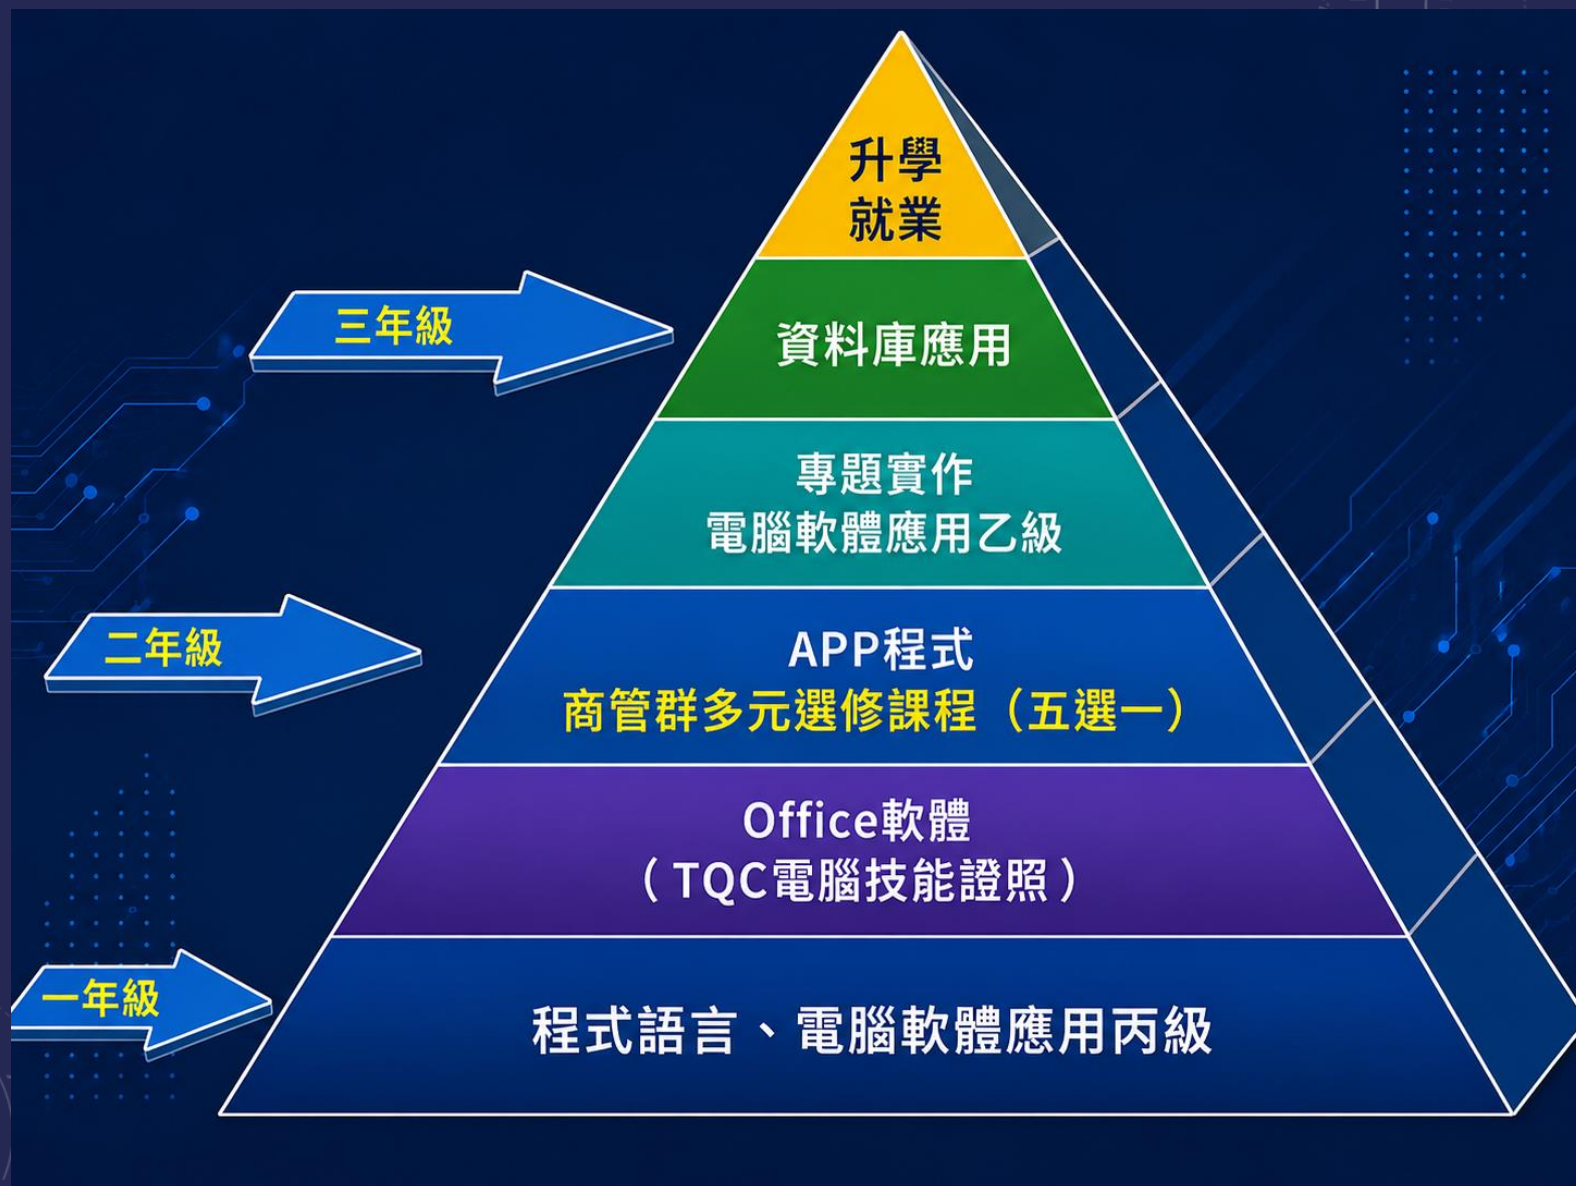 升學
就業
三年級
資料庫應用
專題實作
電腦軟體應用乙級
二年級
APP程式
商管群多元選修課程（五選一）
Office軟體
（TQC電腦技能證照）
一年級
程式語言、電腦軟體應用丙級